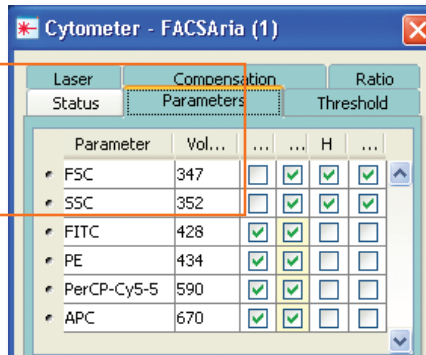 Cytometer - FACSAria (1)
Laser Compensation Ratio
Status Parameters Threshold
Parameter Vol... ... ... H ...
FSC 347
SSC 352
FITC 428
PE 434
PerCP-Cy5-5 590
APC 670